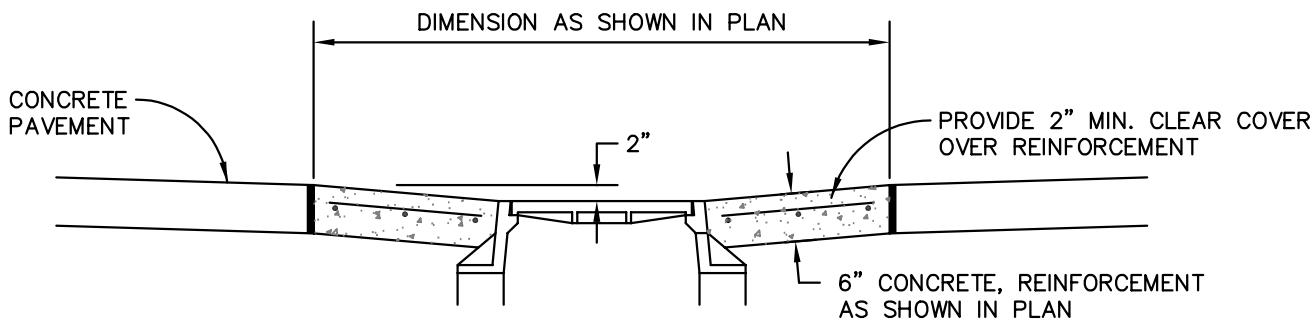 DIMENSION AS SHOWN IN PLAN
CONCRETE
PAVEMENT
2”
PROVIDE 2” MIN. CLEAR COVER
OVER REINFORCEMENT
6” CONCRETE, REINFORCEMENT
AS SHOWN IN PLAN